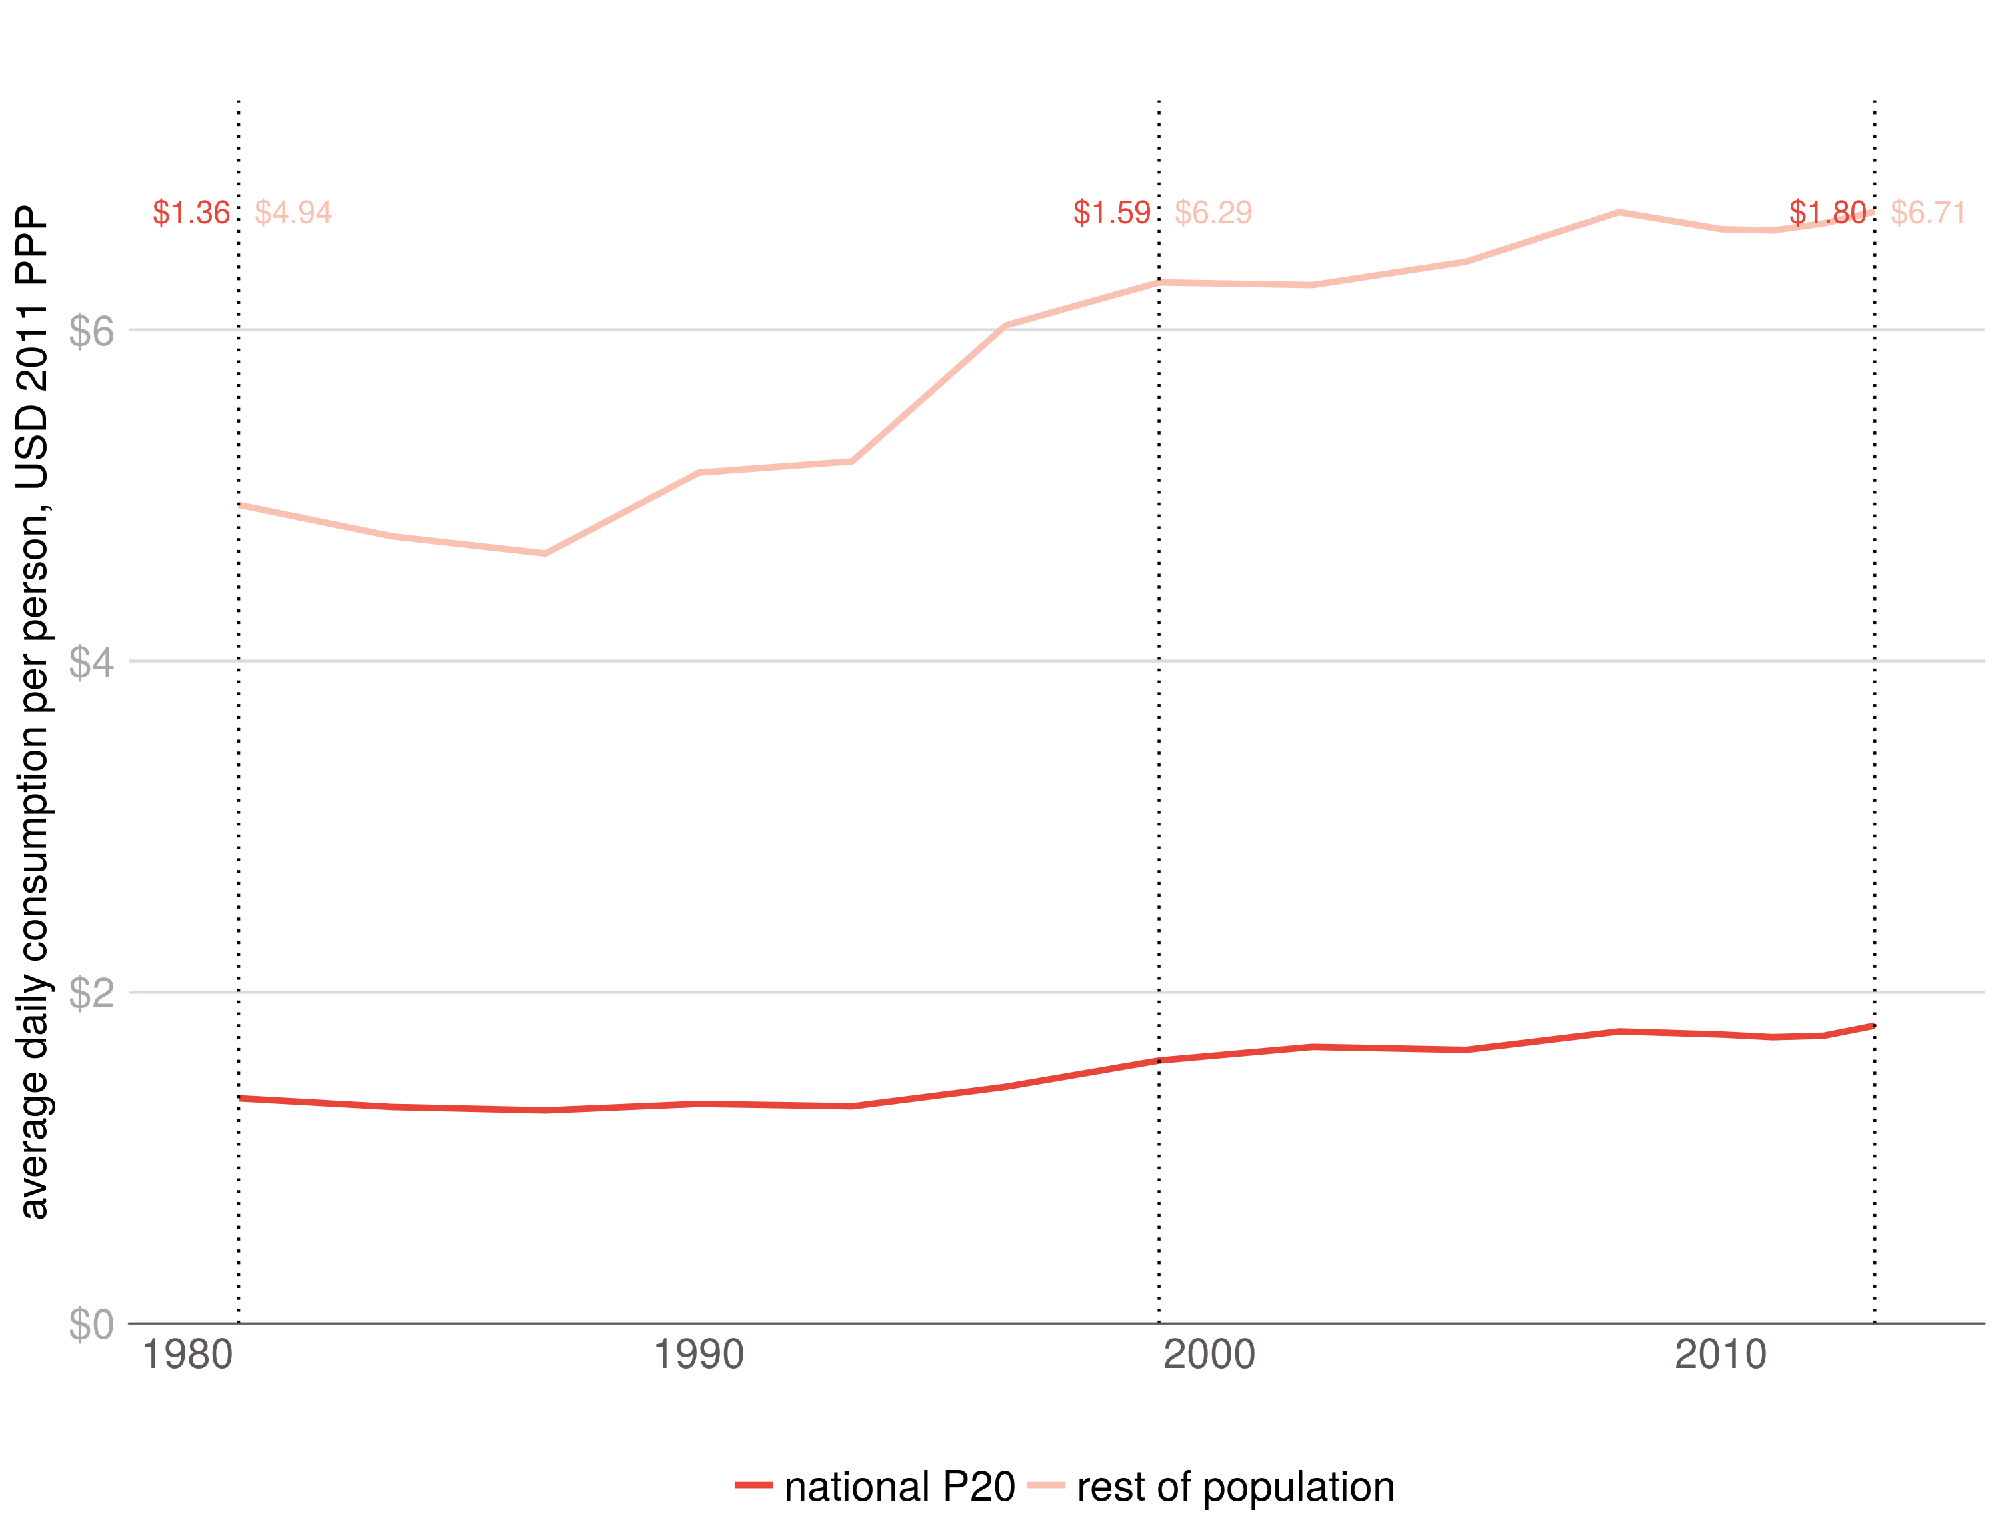 average daily consumption per person, USD 2011 PPP
$1.36 $4.94 $1.59 $6.29 $1.80 $6.71
$6
$4
$2
$0
1980 1990 2000 2010
national P20 rest of population